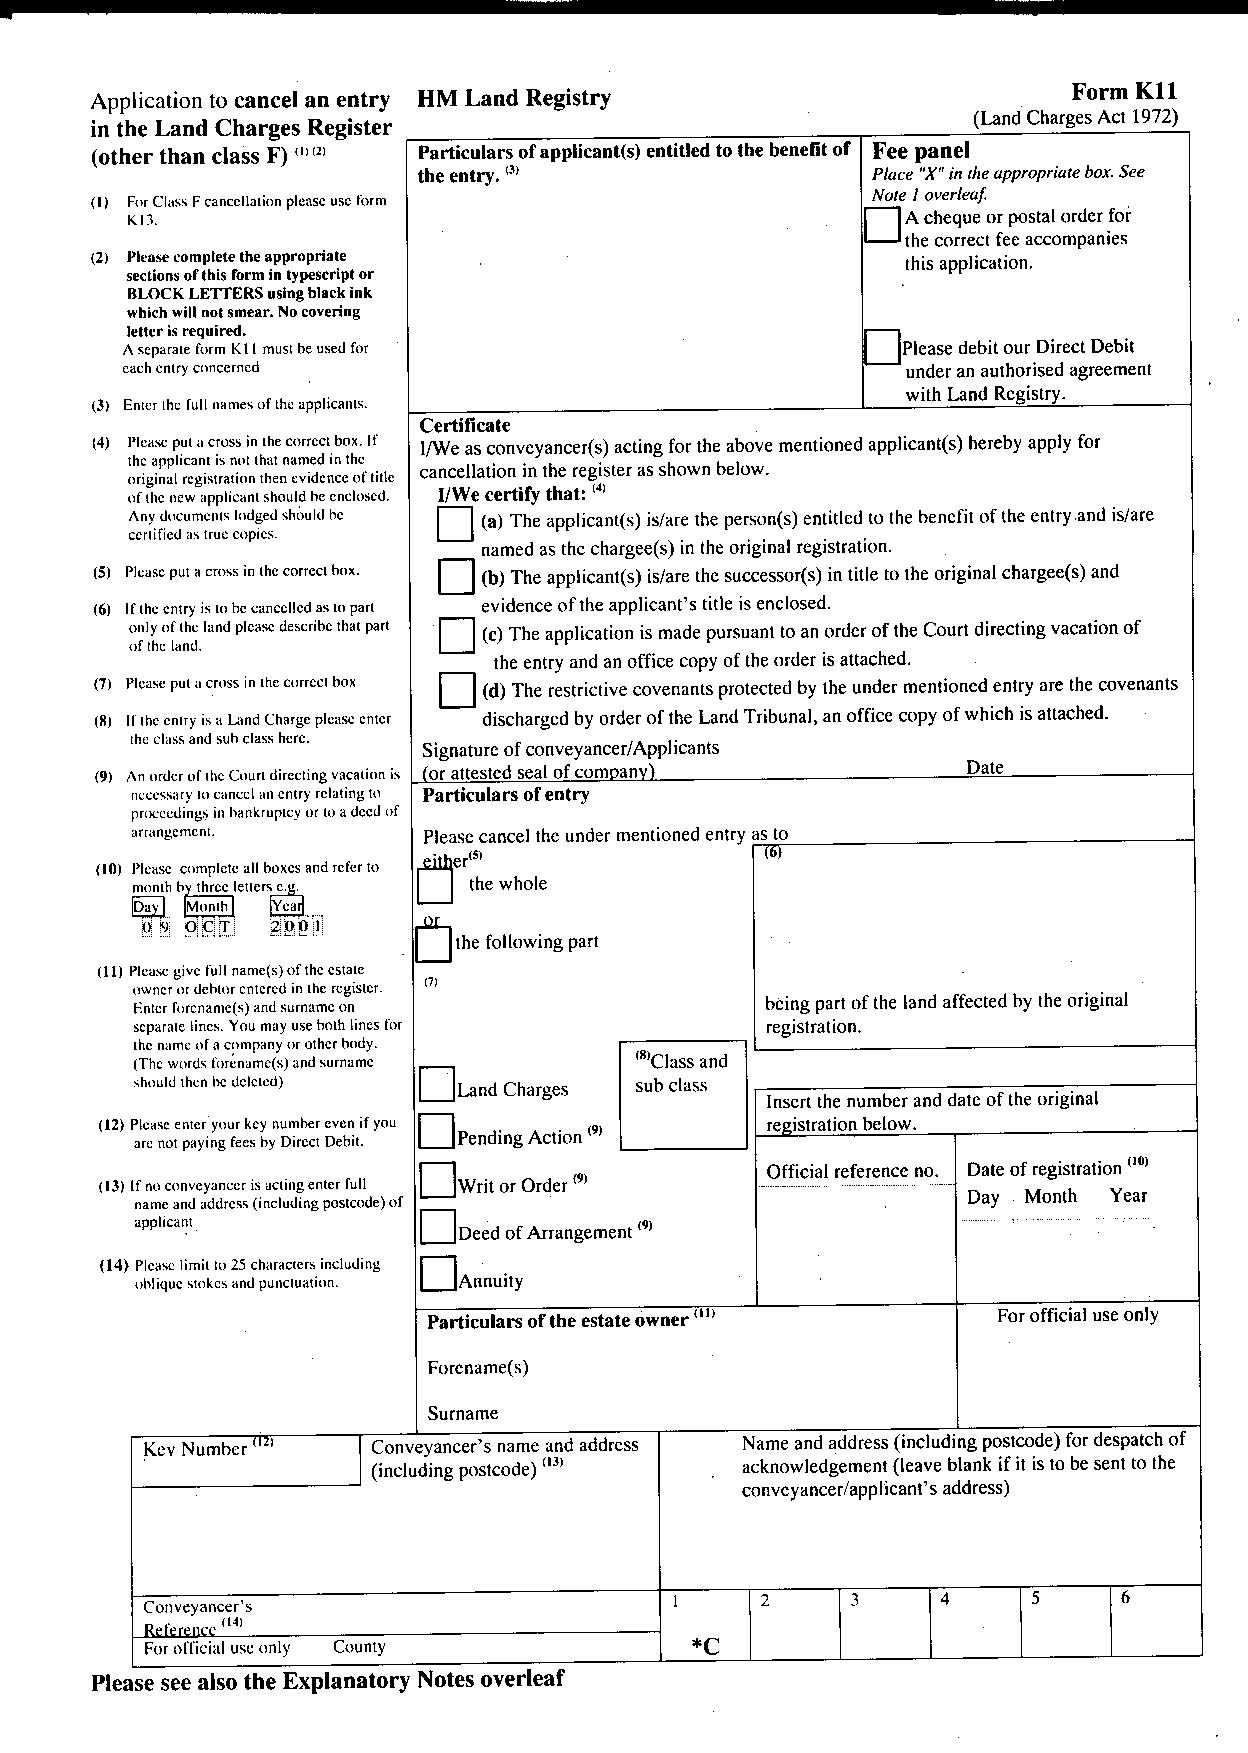 Application to cancel an entry
in the Land Charges Register
(other than class F) (1) (2)
HM Land Registry
Form K11
(Land Charges Act 1972)
(1) For Class F cancellation please use form
K13.
(2) Please complete the appropriate
sections of this form in typescript or
BLOCK LETTERS using black ink
which will not smear. No covering
letter is required.
A separate form K11 must be used for
each entry concerned
(3) Enter the full names of the applicants.
(4) Please put a cross in the correct box. If
the applicant is not that named in the
original registration then evidence of title
of the new applicant should be enclosed.
Any documents lodged should be
certified as true copies.
(5) Please put a cross in the correct box.
(6) If the entry is to be cancelled as to part
only of the land please describe that part
of the land.
(7) Please put a cross in the correct box
(8) If the entry is a Land Charge please enter
the class and sub class here.
(9) An order of the Court directing vacation is
necessary to cancel an entry relating to
proceedings in bankruptcy or to a deed of
arrangement.
(10) Please complete all boxes and refer to
month by three letters e.g.
Day Month Year
09 OCT 2001
(11) Please give full name(s) of the estate
owner or debtor entered in the register.
Enter forename(s) and surname on
separate lines. You may use both lines for
the name of a company or other body.
(The words forename(s) and surname
should then be deleted)
(12) Please enter your key number even if you
are not paying fees by Direct Debit.
(13) If no conveyancer is acting enter full
name and address (including postcode) of
applicant
(14) Please limit to 25 characters including
oblique stokes and punctuation.
Particulars of applicant(s) entitled to the benefit of
the entry. (3)
Fee panel
Place "X" in the appropriate box. See
Note 1 overleaf.
A cheque or postal order for
the correct fee accompanies
this application.
Please debit our Direct Debit
under an authorised agreement
with Land Registry.
Certificate
I/We as conveyancer(s) acting for the above mentioned applicant(s) hereby apply for
cancellation in the register as shown below.
I/We certify that: (4)
(a) The applicant(s) is/are the person(s) entitled to the benefit of the entry and is/are
named as the chargee(s) in the original registration.
(b) The applicant(s) is/are the successor(s) in title to the original chargee(s) and
evidence of the applicant's title is enclosed.
(c) The application is made pursuant to an order of the Court directing vacation of
the entry and an office copy of the order is attached.
(d) The restrictive covenants protected by the under mentioned entry are the covenants
discharged by order of the Land Tribunal, an office copy of which is attached.
Signature of conveyancer/Applicants
(or attested seal of company) Date
Particulars of entry
Please cancel the under mentioned entry as to
either(5)
the whole
or
the following part
(6)
being part of the land affected by the original
registration.
(7)
Land Charges
Pending Action (9)
Writ or Order (9)
Deed of Arrangement (9)
Annuity
(8)Class and
sub class
Insert the number and date of the original
registration below.
Official reference no.
Date of registration (10)
Day Month Year
Particulars of the estate owner (11)
Forename(s)
Surname
For official use only
Key Number (12)
Conveyancer's name and address
(including postcode) (13)
Name and address (including postcode) for despatch of
acknowledgement (leave blank if it is to be sent to the
conveyancer/applicant's address)
Conveyancer's
Reference (14)
For official use only County
1 2 3 4 5 6
*C
Please see also the Explanatory Notes overleaf